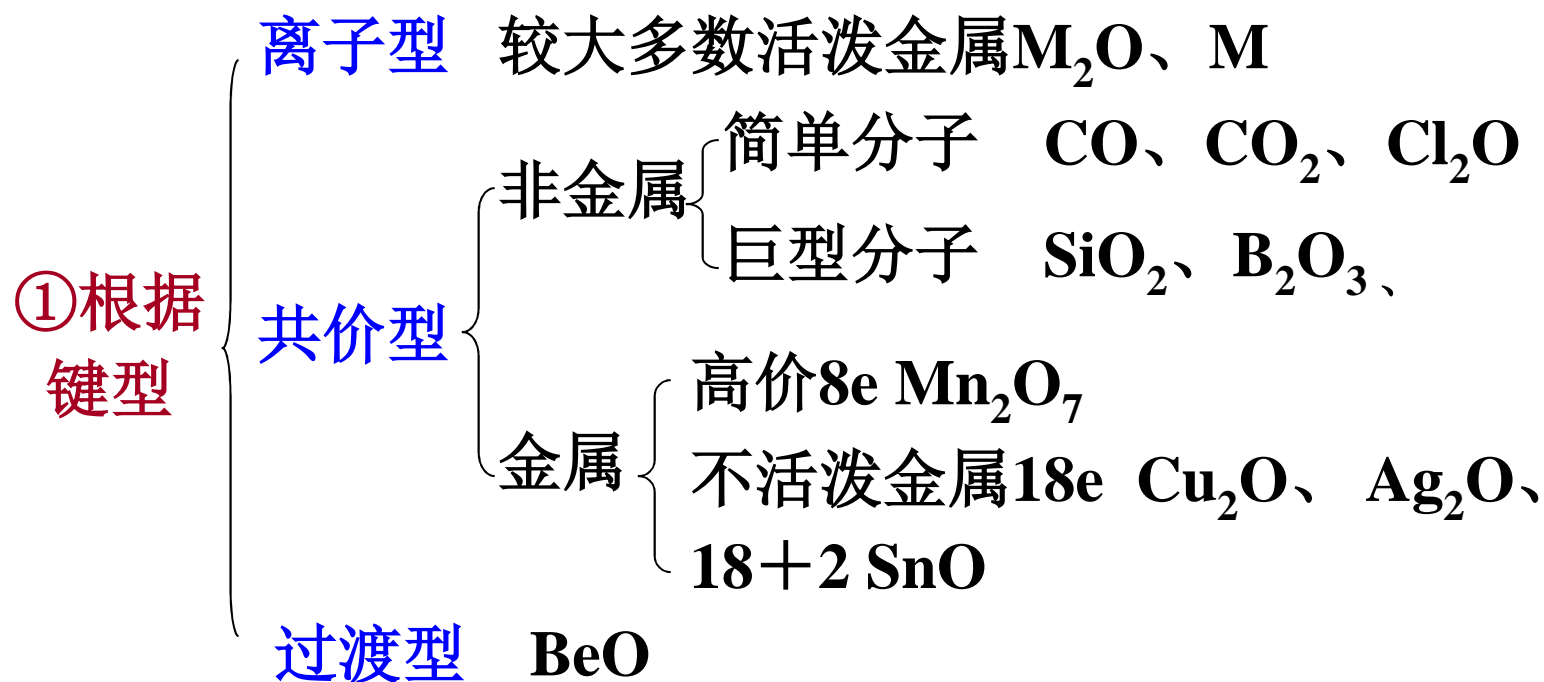 离子型 较大多数活泼金属M₂O、M
简单分子 CO、CO₂、Cl₂O
非金属
巨型分子 SiO₂、B₂O₃、
①根据
键型
共价型
高价8e Mn₂O₇
金属
不活泼金属18e Cu₂O、 Ag₂O、
18＋2 SnO
过渡型 BeO